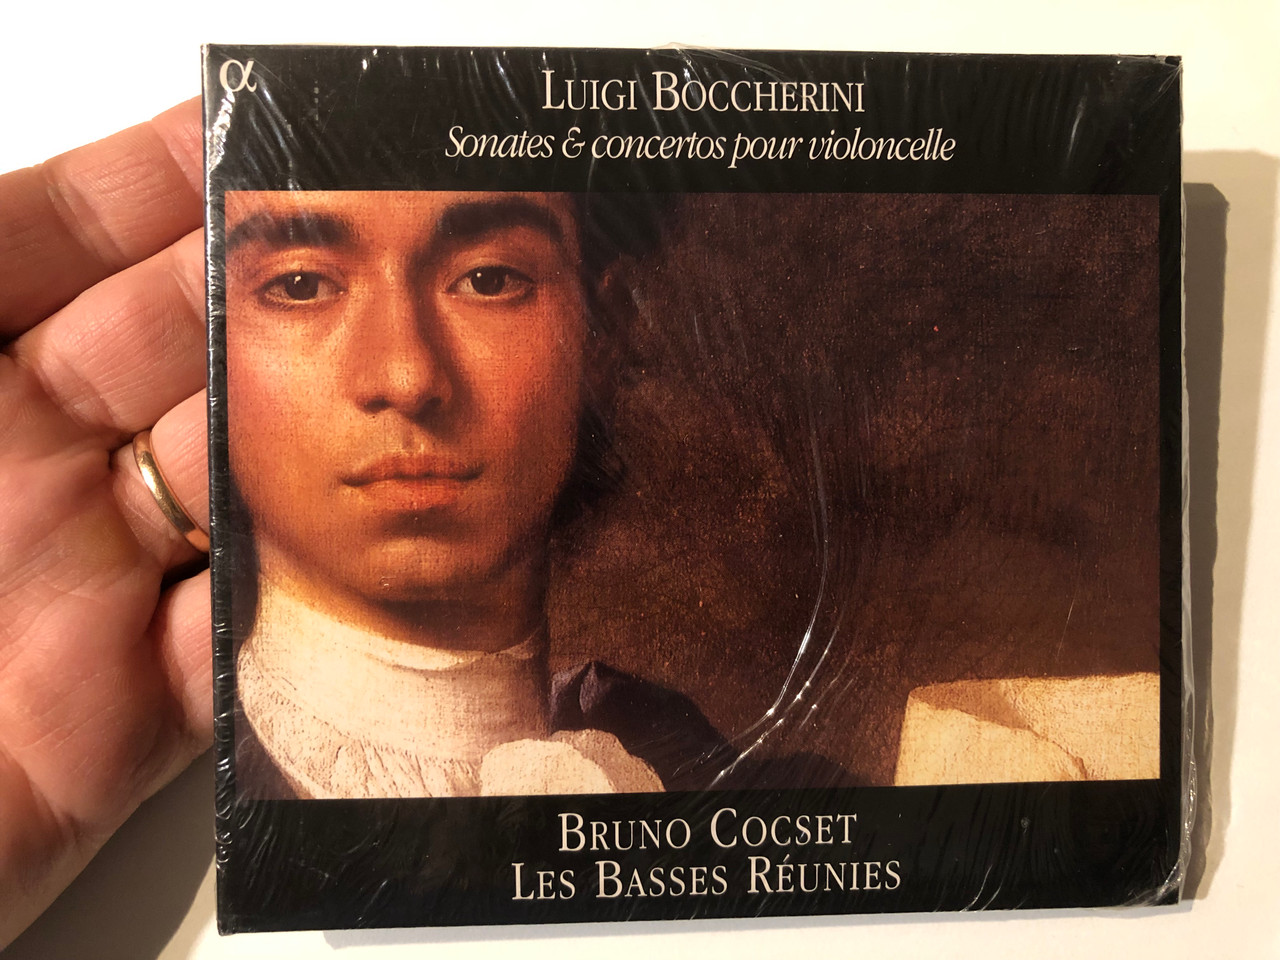 α
LUIGI BOCCHERINI
Sonates & concertos pour violoncelle
BRUNO COCSET
LES BASSES RÉUNIES